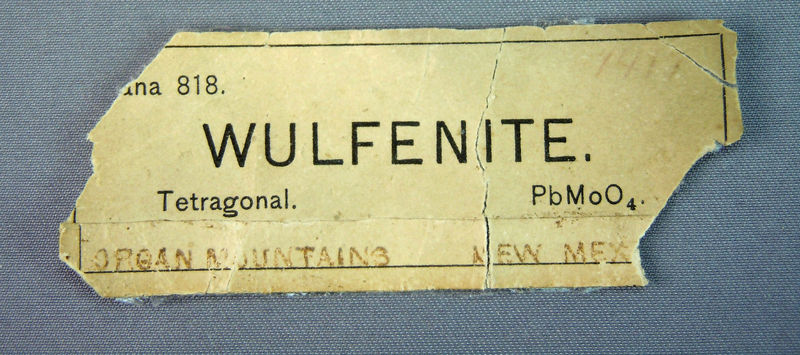 ana 818.
WULFENITE.
Tetragonal. PbMoO₄.
ORGAN MOUNTAINS NEW MEX